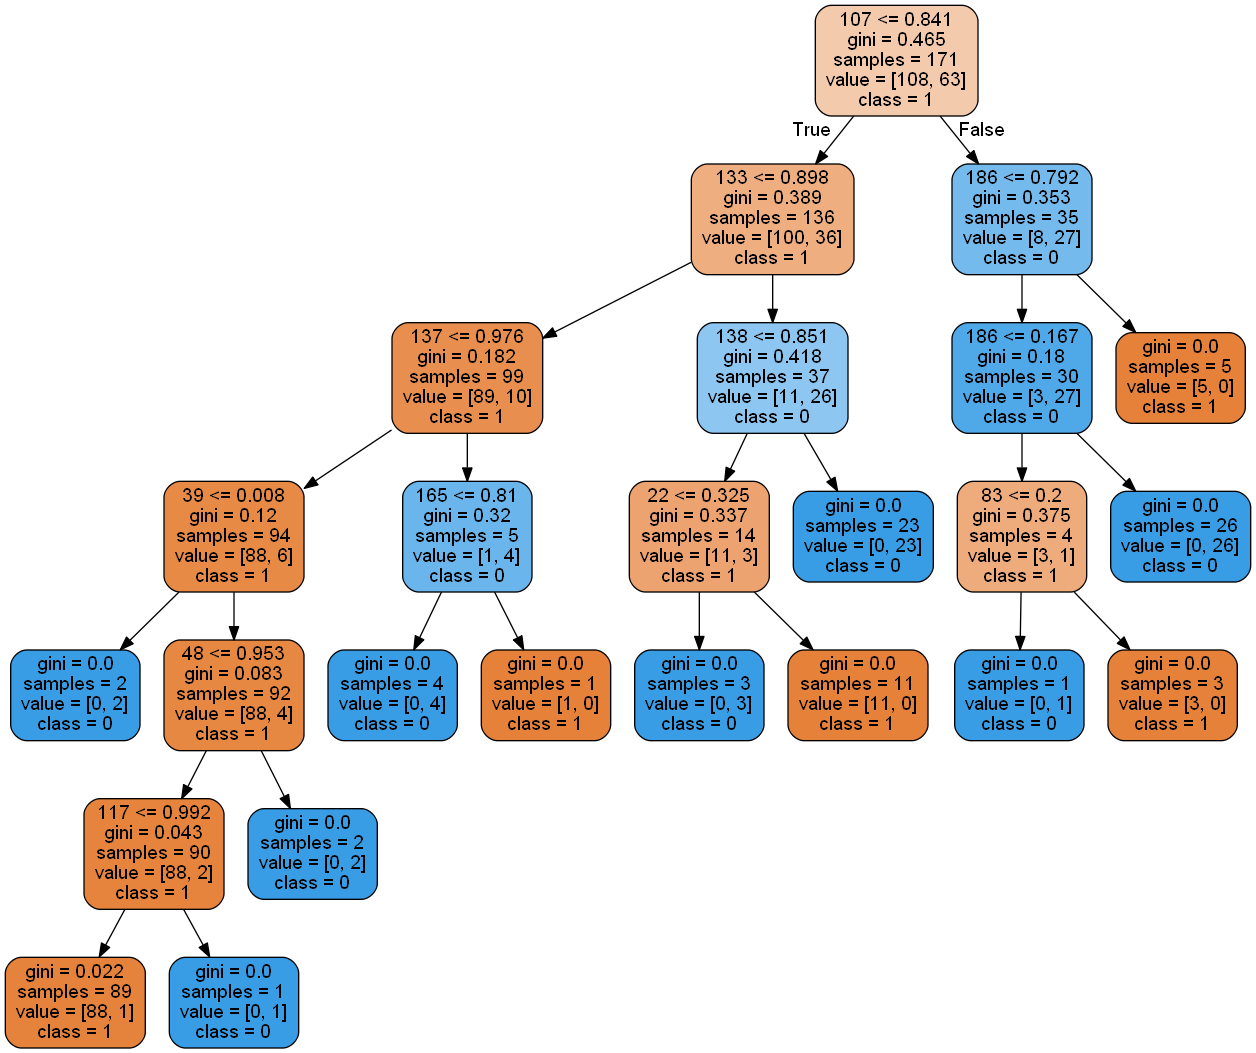 107 <= 0.841
gini = 0.465
samples = 171
value = [108, 63]
class = 1
True
False
133 <= 0.898
gini = 0.389
samples = 136
value = [100, 36]
class = 1
186 <= 0.792
gini = 0.353
samples = 35
value = [8, 27]
class = 0
137 <= 0.976
gini = 0.182
samples = 99
value = [89, 10]
class = 1
138 <= 0.851
gini = 0.418
samples = 37
value = [11, 26]
class = 0
186 <= 0.167
gini = 0.18
samples = 30
value = [3, 27]
class = 0
gini = 0.0
samples = 5
value = [5, 0]
class = 1
39 <= 0.008
gini = 0.12
samples = 94
value = [88, 6]
class = 1
165 <= 0.81
gini = 0.32
samples = 5
value = [1, 4]
class = 0
22 <= 0.325
gini = 0.337
samples = 14
value = [11, 3]
class = 1
gini = 0.0
samples = 23
value = [0, 23]
class = 0
83 <= 0.2
gini = 0.375
samples = 4
value = [3, 1]
class = 1
gini = 0.0
samples = 26
value = [0, 26]
class = 0
gini = 0.0
samples = 2
value = [0, 2]
class = 0
48 <= 0.953
gini = 0.083
samples = 92
value = [88, 4]
class = 1
gini = 0.0
samples = 4
value = [0, 4]
class = 0
gini = 0.0
samples = 1
value = [1, 0]
class = 1
gini = 0.0
samples = 3
value = [0, 3]
class = 0
gini = 0.0
samples = 11
value = [11, 0]
class = 1
gini = 0.0
samples = 1
value = [0, 1]
class = 0
gini = 0.0
samples = 3
value = [3, 0]
class = 1
117 <= 0.992
gini = 0.043
samples = 90
value = [88, 2]
class = 1
gini = 0.0
samples = 2
value = [0, 2]
class = 0
gini = 0.022
samples = 89
value = [88, 1]
class = 1
gini = 0.0
samples = 1
value = [0, 1]
class = 0